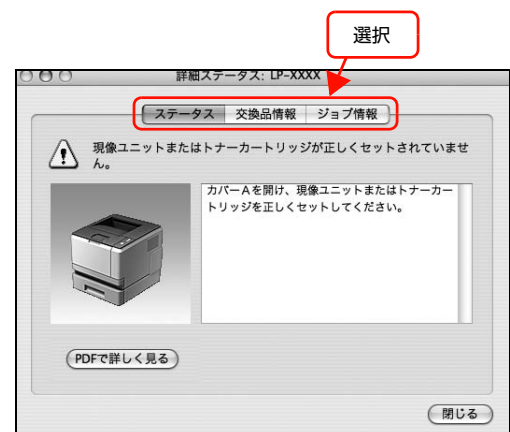 選択
詳細ステータス: LP-XXXX
ステータス 交換品情報 ジョブ情報
現像ユニットまたはトナーカートリッジが正しくセットされていませ
ん。
カバーAを開け、現像ユニットまたはトナーカー
トリッジを正しくセットしてください。
PDFで詳しく見る
閉じる